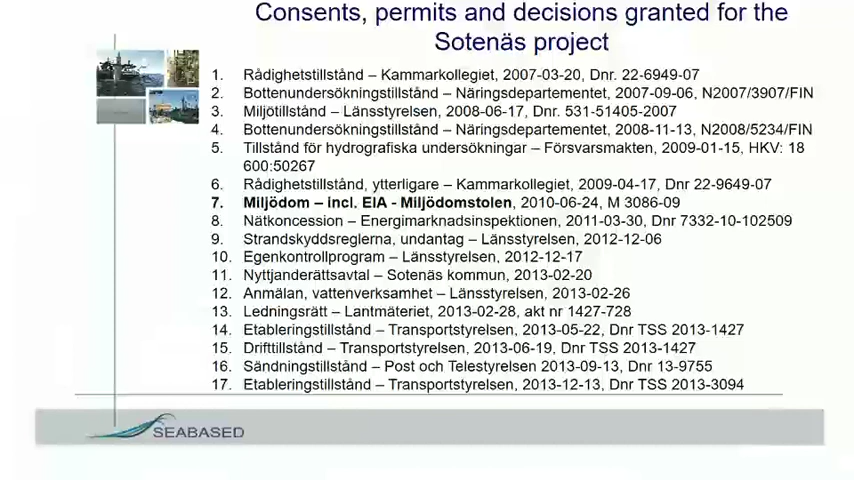 Consents, permits and decisions granted for the
Sotenäs project
1. Rådighetstillstånd – Kammarkollegiet, 2007-03-20, Dnr. 22-6949-07
2. Bottenundersökningstillstånd – Näringsdepartementet, 2007-09-06, N2007/3907/FIN
3. Miljötillstånd – Länsstyrelsen, 2008-06-17, Dnr. 531-51405-2007
4. Bottenundersökningstillstånd – Näringsdepartementet, 2008-11-13, N2008/5234/FIN
5. Tillstånd för hydrografiska undersökningar – Försvarsmakten, 2009-01-15, HKV: 18
600:50267
6. Rådighetstillstånd, ytterligare – Kammarkollegiet, 2009-04-17, Dnr 22-9649-07
7. Miljödom – incl. EIA - Miljödomstolen, 2010-06-24, M 3086-09
8. Nätkoncession – Energimarknadsinspektionen, 2011-03-30, Dnr 7332-10-102509
9. Strandskyddsreglerna, undantag – Länsstyrelsen, 2012-12-06
10. Egenkontrollprogram – Länsstyrelsen, 2012-12-17
11. Nyttjanderättsavtal – Sotenäs kommun, 2013-02-20
12. Anmälan, vattenverksamhet – Länsstyrelsen, 2013-02-26
13. Ledningsrätt – Lantmäteriet, 2013-02-28, akt nr 1427-728
14. Etableringstillstånd – Transportstyrelsen, 2013-05-22, Dnr TSS 2013-1427
15. Drifttillstånd – Transportstyrelsen, 2013-06-19, Dnr TSS 2013-1427
16. Sändningstillstånd – Post och Telestyrelsen 2013-09-13, Dnr 13-9755
17. Etableringstillstånd – Transportstyrelsen, 2013-12-13, Dnr TSS 2013-3094
SEABASED